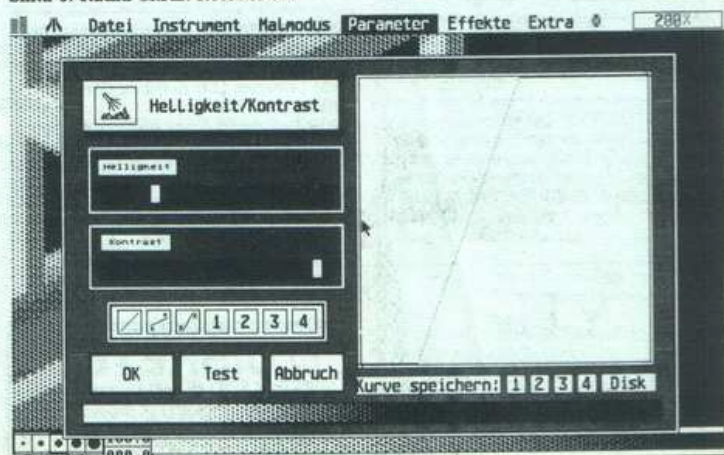 Datei Instrument Malmodus Parameter Effekte Extra 200%
Helligkeit/Kontrast
Helligkeit
Kontrast
1 2 3 4
OK Test Abbruch
Kurve speichern: 1 2 3 4 Disk